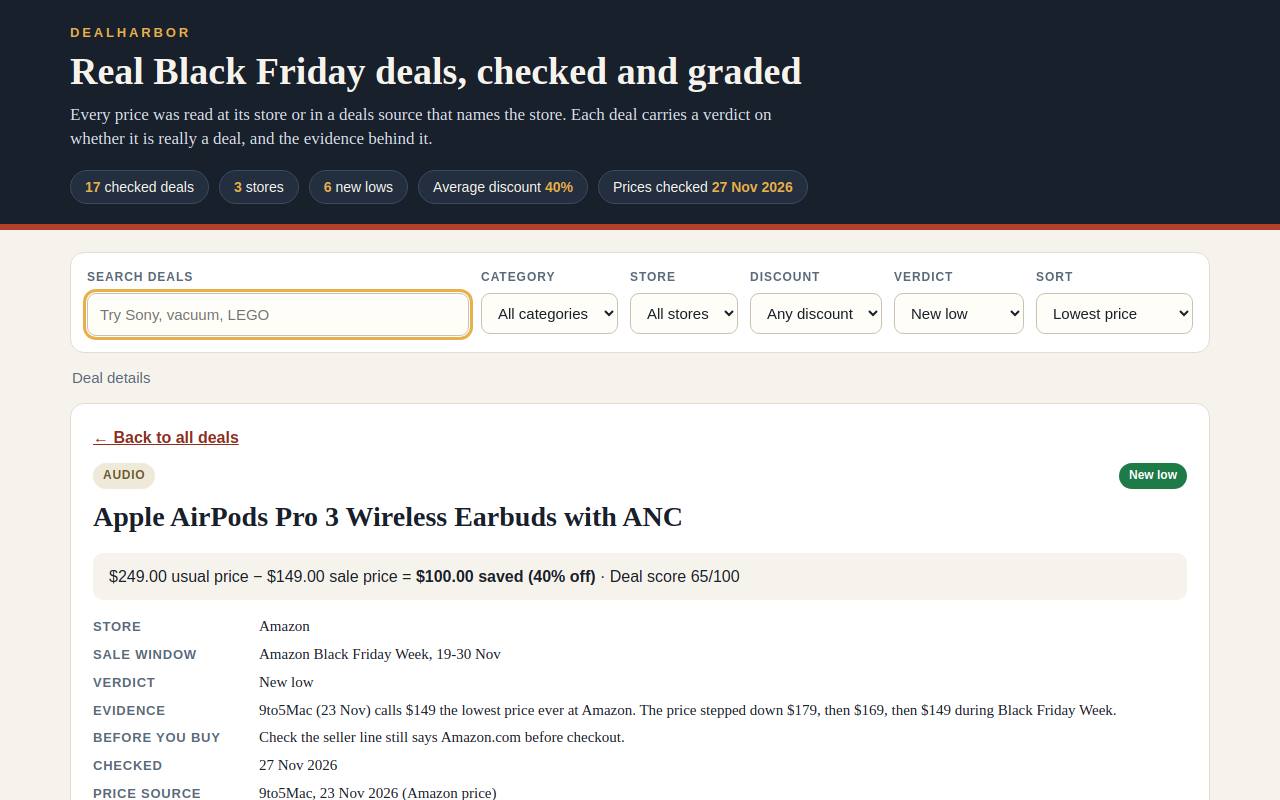 DEALHARBOR
Real Black Friday deals, checked and graded
Every price was read at its store or in a deals source that names the store. Each deal carries a verdict on
whether it is really a deal, and the evidence behind it.
17 checked deals 3 stores 6 new lows Average discount 40% Prices checked 27 Nov 2026
SEARCH DEALS CATEGORY STORE DISCOUNT VERDICT SORT
Try Sony, vacuum, LEGO All categories All stores Any discount New low Lowest price
Deal details
← Back to all deals
AUDIO New low
Apple AirPods Pro 3 Wireless Earbuds with ANC
$249.00 usual price − $149.00 sale price = $100.00 saved (40% off) · Deal score 65/100
STORE Amazon
SALE WINDOW Amazon Black Friday Week, 19-30 Nov
VERDICT New low
EVIDENCE 9to5Mac (23 Nov) calls $149 the lowest price ever at Amazon. The price stepped down $179, then $169, then $149 during Black Friday Week.
BEFORE YOU BUY Check the seller line still says Amazon.com before checkout.
CHECKED 27 Nov 2026
PRICE SOURCE 9to5Mac, 23 Nov 2026 (Amazon price)